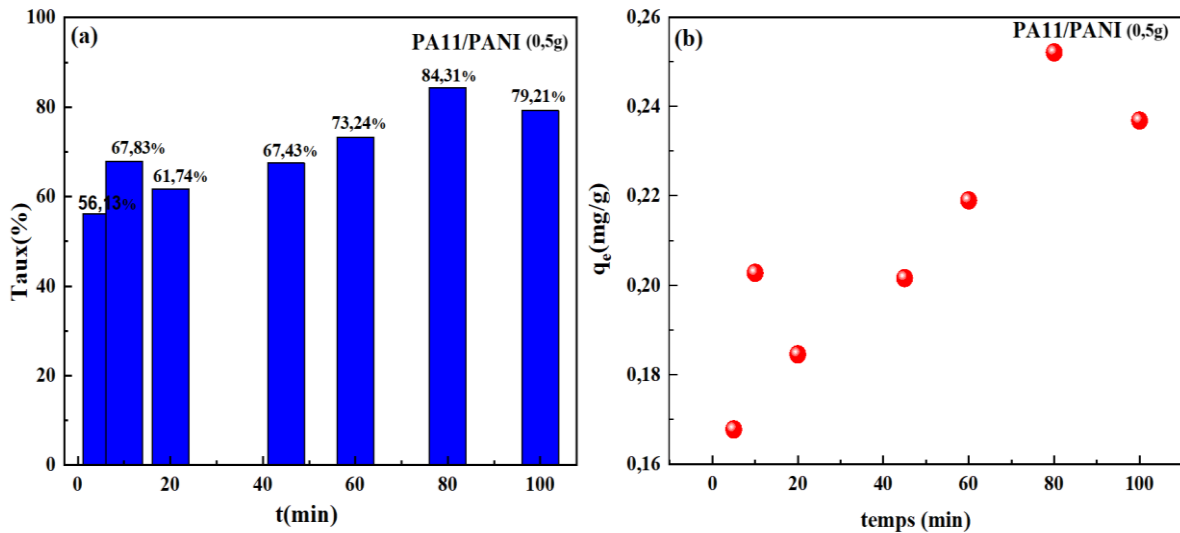 (a)
PA11/PANI (0,5g)
100
80
60
40
20
0
Taux(%)
56,13%
67,83%
61,74%
67,43%
73,24%
84,31%
79,21%
0 20 40 60 80 100
t(min)
(b)
PA11/PANI (0,5g)
0,26
0,24
0,22
0,20
0,18
0,16
qe(mg/g)
0 20 40 60 80 100
temps (min)